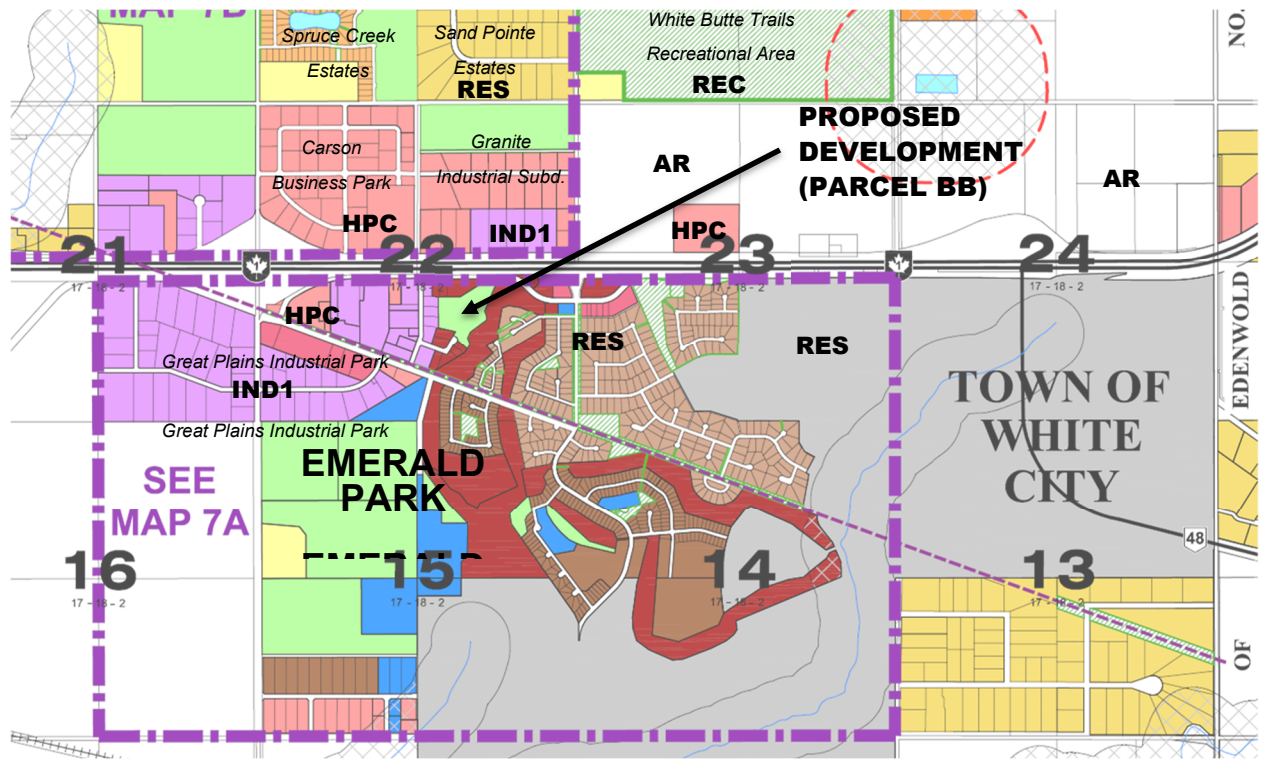 MAP 7B
Spruce Creek
Estates
Sand Pointe
Estates
RES
White Butte Trails
Recreational Area
REC
NO.
PROPOSED
DEVELOPMENT
(PARCEL BB)
Carson
Business Park
HPC
Granite
Industrial Subd.
IND1
AR
HPC
AR
21
17 - 18 - 2
1
22
17 - 18 - 2
23
1
24
17 - 18 - 2
HPC
Great Plains Industrial Park
IND1
Great Plains Industrial Park
RES
RES
EDENWOLD
TOWN OF
WHITE
CITY
EMERALD
PARK
EMERALD
SEE
MAP 7A
48
16
17 - 18 - 2
15
17 - 18 - 2
14
17 - 18 - 2
13
17 - 18 - 2
OF